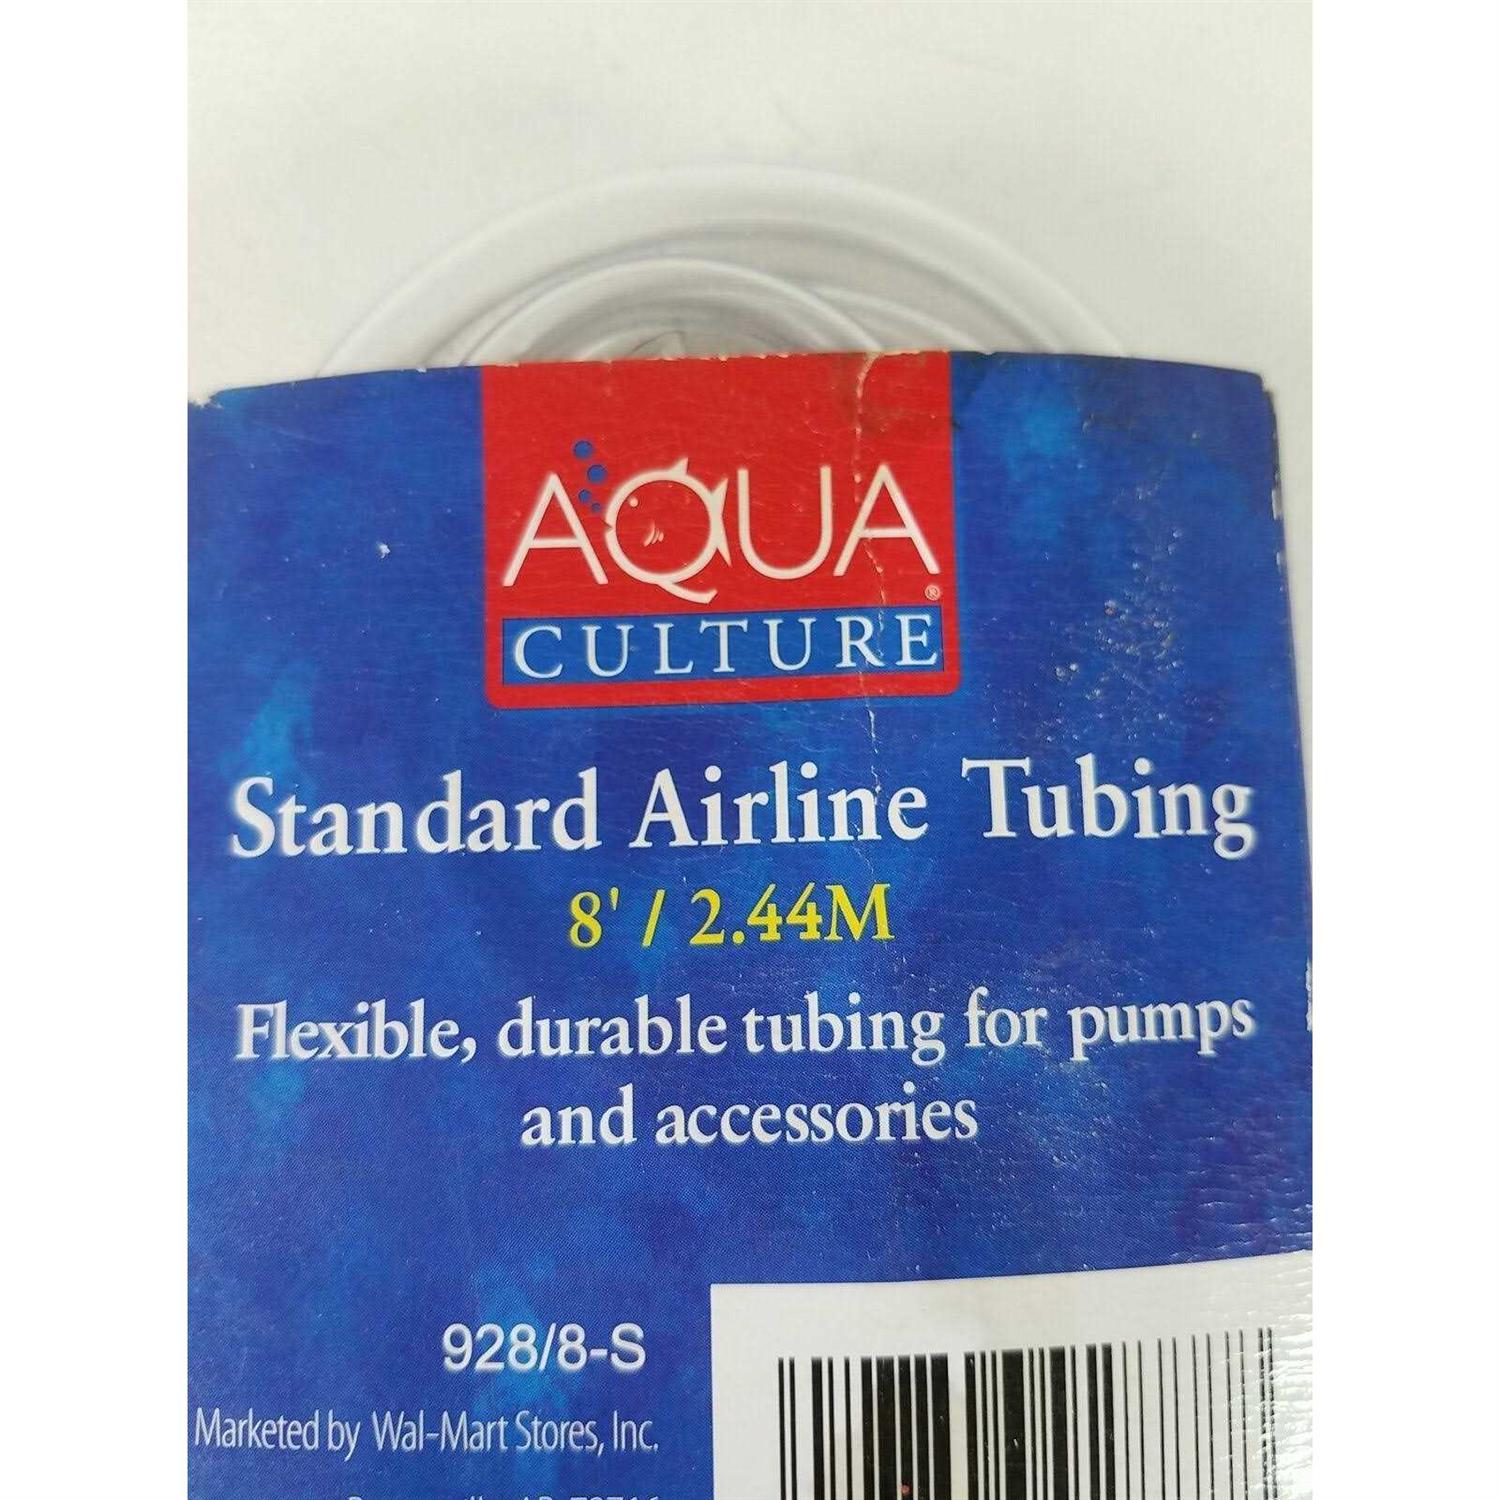 AQUA
®
CULTURE
Standard Airline Tubing
8' / 2.44M
Flexible, durable tubing for pumps
and accessories
928/8-S
Marketed by Wal-Mart Stores, Inc.